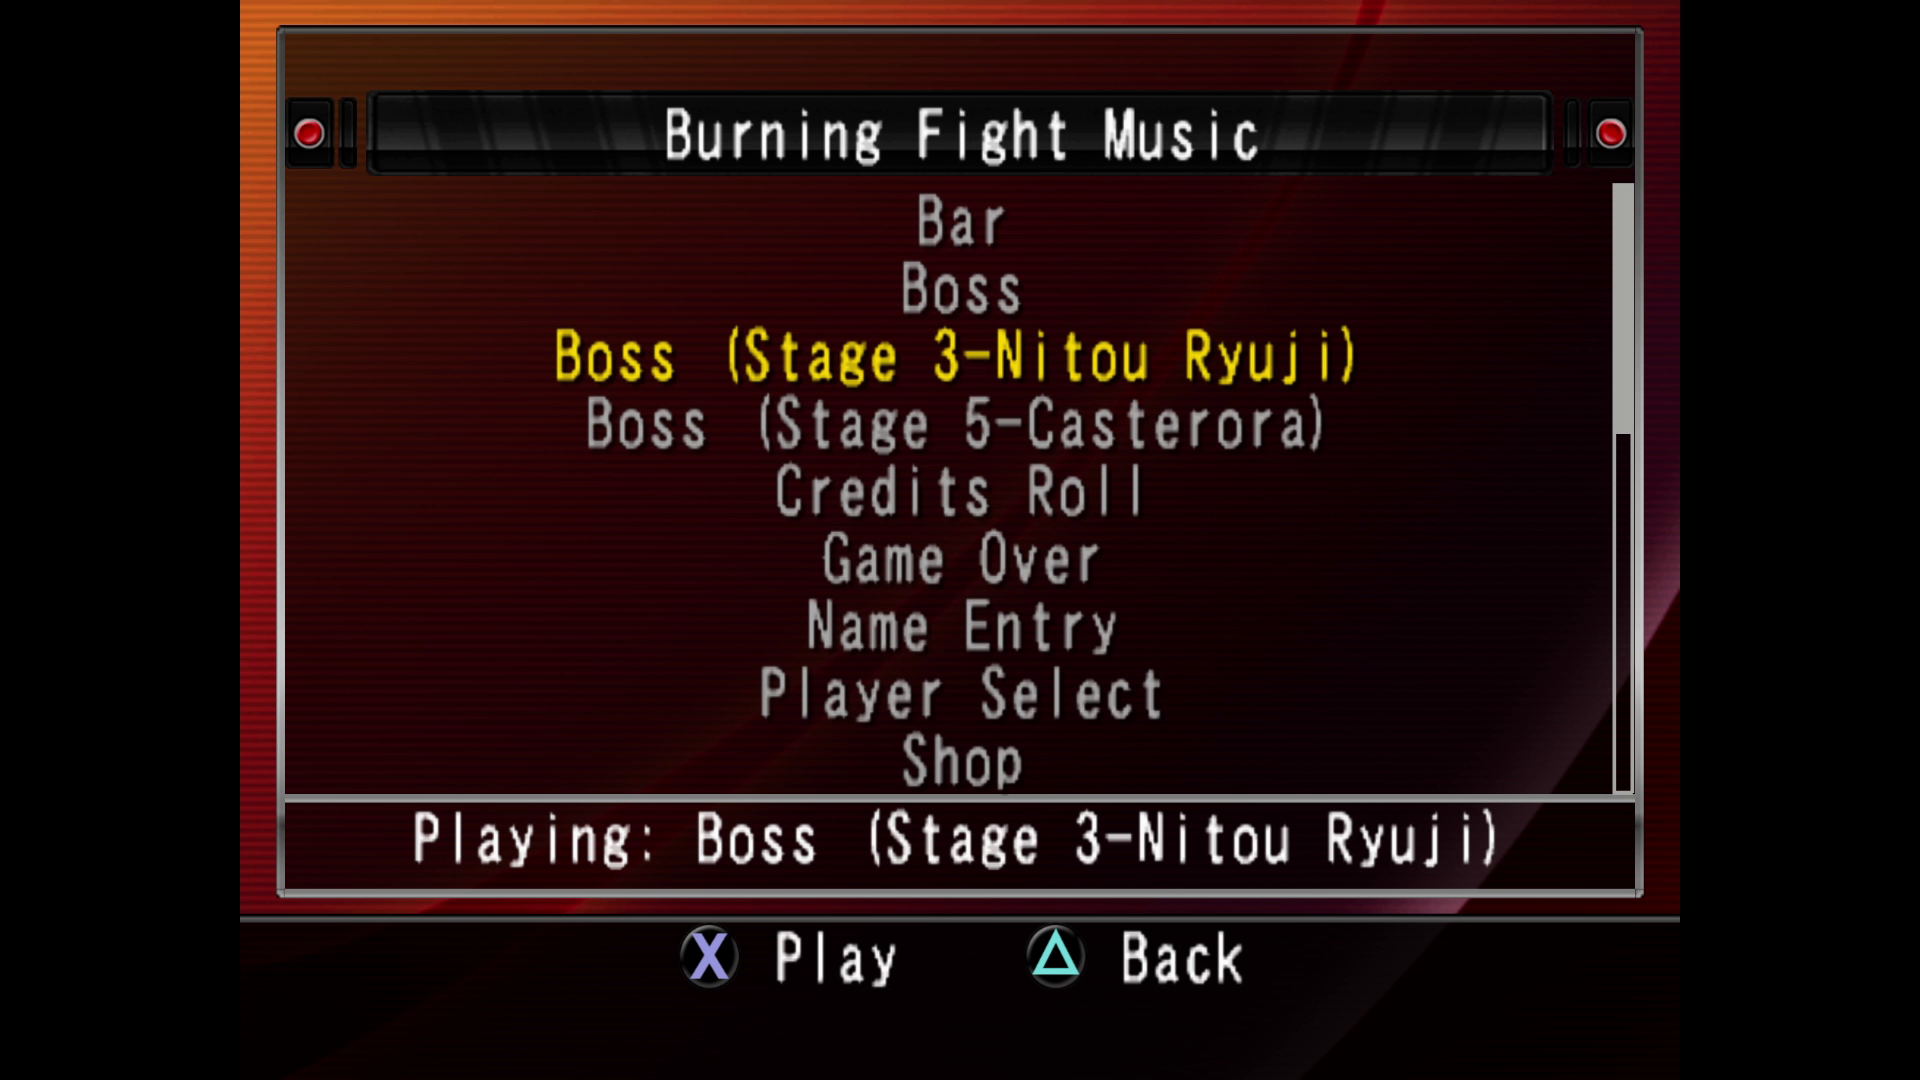 Burning Fight Music
Bar
Boss
Boss (Stage 3-Nitou Ryuji)
Boss (Stage 5-Casterora)
Credits Roll
Game Over
Name Entry
Player Select
Shop
Playing: Boss (Stage 3-Nitou Ryuji)
X Play △ Back